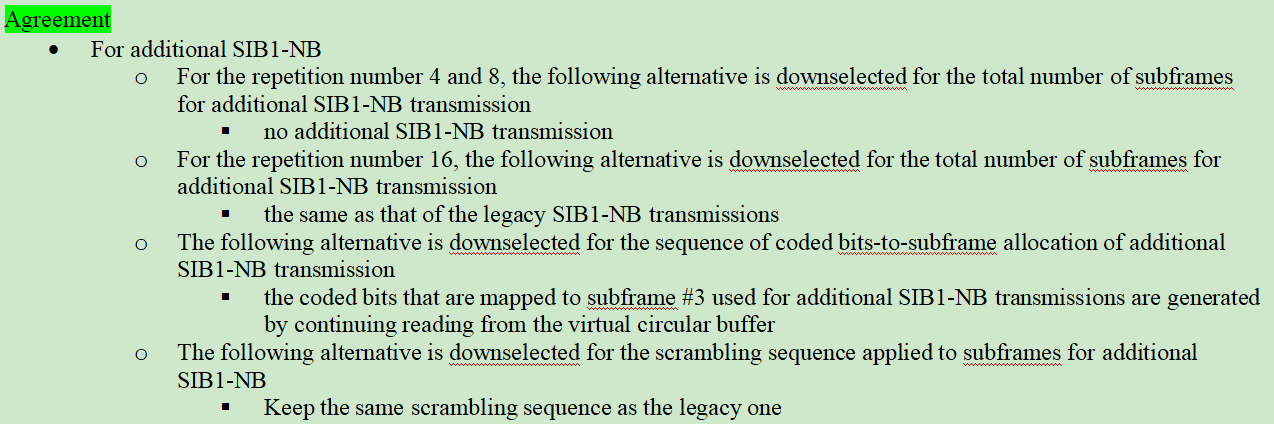 Agreement
• For additional SIB1-NB
o For the repetition number 4 and 8, the following alternative is downselected for the total number of subframes
for additional SIB1-NB transmission
▪ no additional SIB1-NB transmission
o For the repetition number 16, the following alternative is downselected for the total number of subframes for
additional SIB1-NB transmission
▪ the same as that of the legacy SIB1-NB transmissions
o The following alternative is downselected for the sequence of coded bits-to-subframe allocation of additional
SIB1-NB transmission
▪ the coded bits that are mapped to subframe #3 used for additional SIB1-NB transmissions are generated
by continuing reading from the virtual circular buffer
o The following alternative is downselected for the scrambling sequence applied to subframes for additional
SIB1-NB
▪ Keep the same scrambling sequence as the legacy one